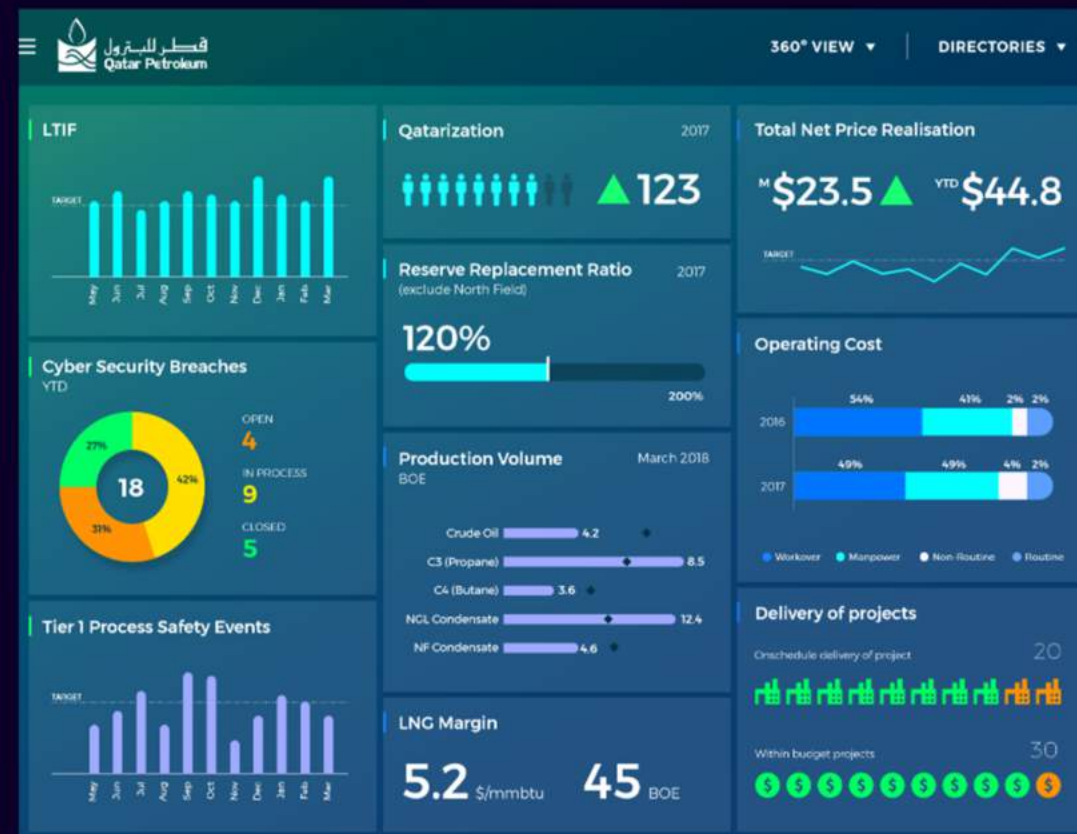 قطر للبترول
Qatar Petroleum
360° VIEW
DIRECTORIES
LTIF
TARGET
May Jun Jul Aug Sep Oct Nov Dec Jan Feb Mar
Cyber Security Breaches
YTD
27%
42%
31%
18
OPEN
4
IN PROCESS
9
CLOSED
5
Tier 1 Process Safety Events
TARGET
May Jun Jul Aug Sep Oct Nov Dec Jan Feb Mar
Qatarization 2017
123
Reserve Replacement Ratio 2017
(exclude North Field)
120%
200%
Production Volume March 2018
BOE
Crude Oil 4.2
C3 (Propane) 8.5
C4 (Butane) 3.6
NGL Condensate 12.4
NF Condensate 4.6
LNG Margin
5.2 $/mmbtu 45 BOE
Total Net Price Realisation
M $23.5 YTD $44.8
TARGET
Operating Cost
54% 41% 2% 2%
2016
49% 49% 4% 2%
2017
Workover Manpower Non-Routine Routine
Delivery of projects
Onschedule delivery of project 20
Within budget projects 30
$ $ $ $ $ $ $ $ $ $